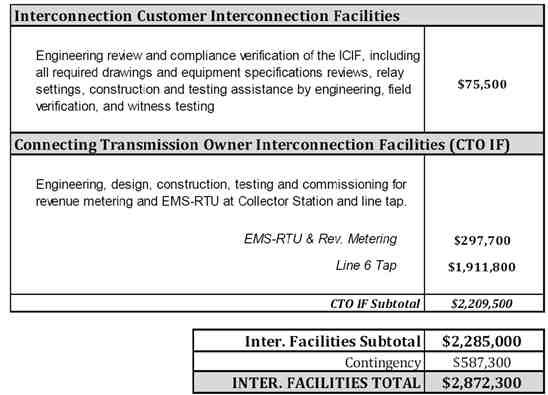 Interconnection Customer Interconnection Facilities
Engineering review and compliance verification of the ICIF, including
all required drawings and equipment specifications reviews, relay
settings, construction and testing assistance by engineering, field
verification, and witness testing
$75,500
Connecting Transmission Owner Interconnection Facilities (CTO IF)
Engineering, design, construction, testing and commissioning for
revenue metering and EMS-RTU at Collector Station and line tap.
EMS-RTU & Rev. Metering $297,700
Line 6 Tap $1,911,800
CTO IF Subtotal $2,209,500
Inter. Facilities Subtotal $2,285,000
Contingency $587,300
INTER. FACILITIES TOTAL $2,872,300